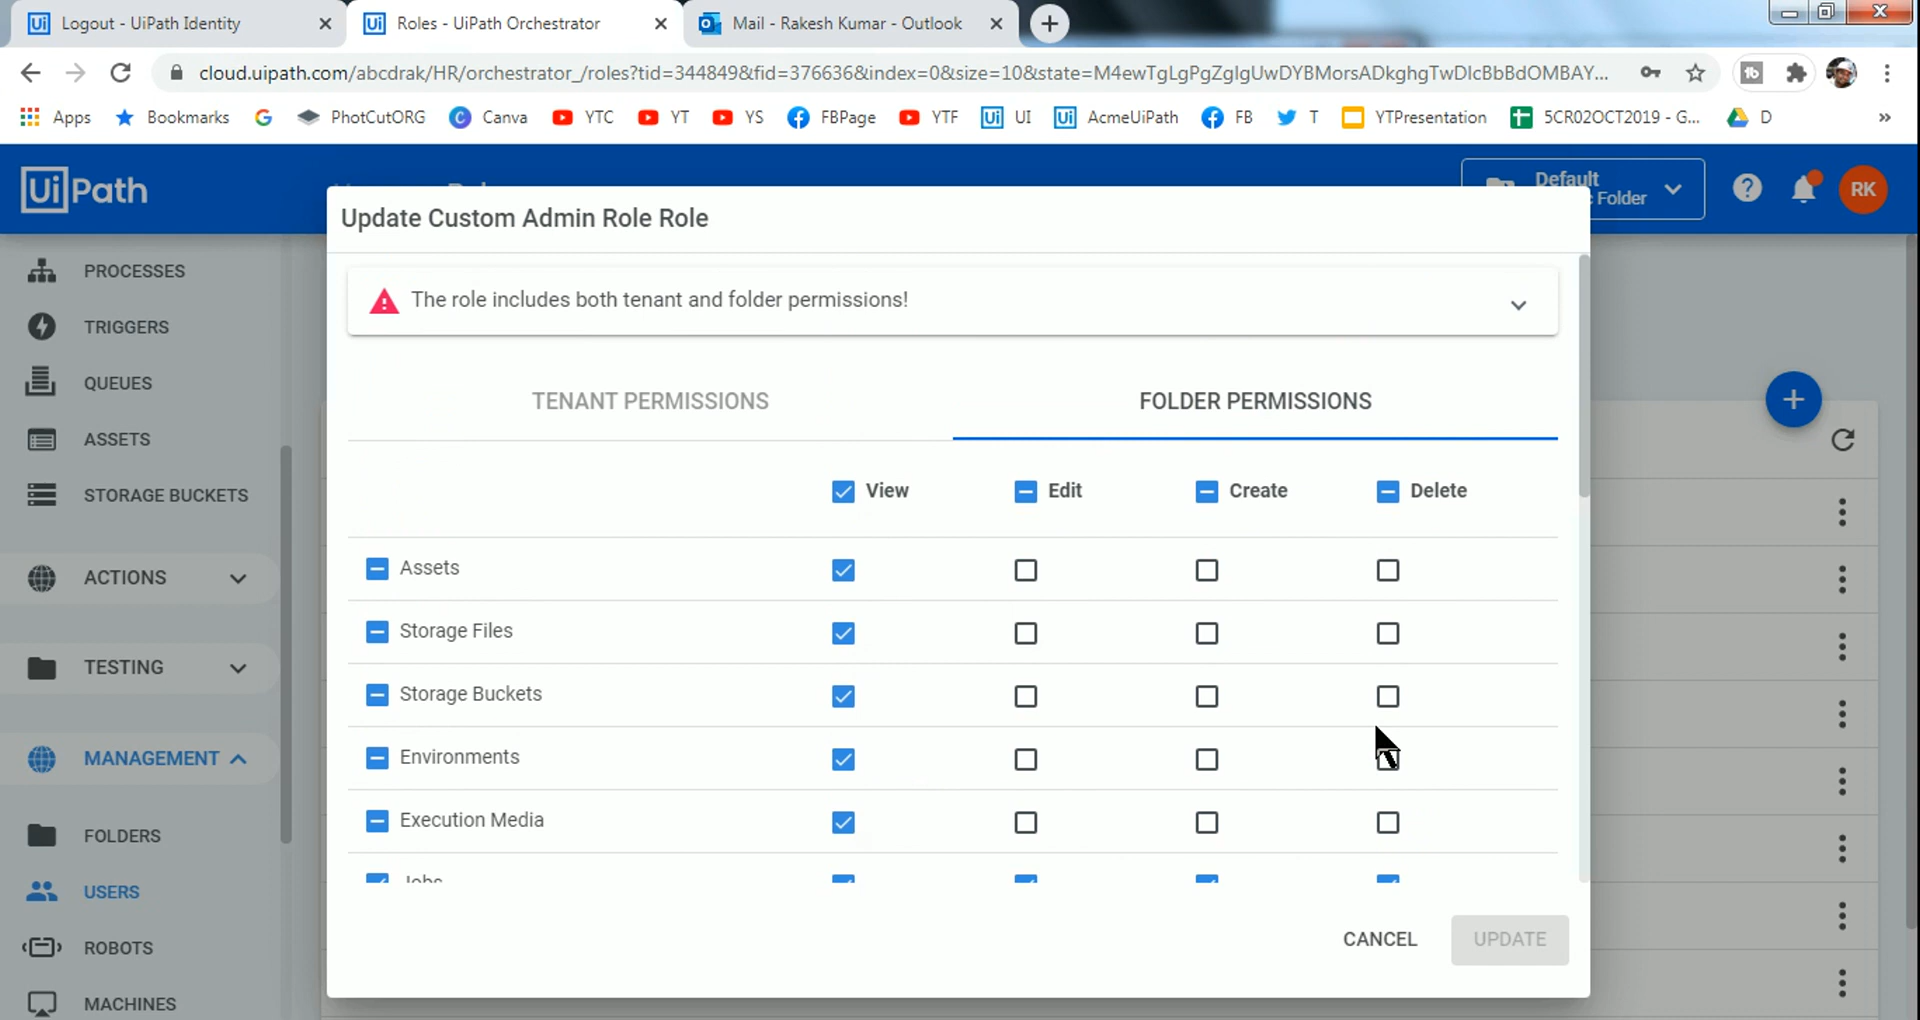 Logout - UiPath Identity
Roles - UiPath Orchestrator
Mail - Rakesh Kumar - Outlook
cloud.uipath.com/abcdrak/HR/orchestrator_/roles?tid=344849&fid=376636&index=0&size=10&state=M4ewTgLgPgZglgUwDYBMorsADkghgTwDlcBbBbdOMBAY...
Apps
Bookmarks
PhotCutORG
Canva
YTC
YT
YS
FBPage
YTF
UI
AcmeUiPath
FB
T
YTPresentation
5CR02OCT2019 - G...
D
UiPath
Default
Folder
RK
PROCESSES
TRIGGERS
QUEUES
ASSETS
STORAGE BUCKETS
ACTIONS
TESTING
MANAGEMENT
FOLDERS
USERS
ROBOTS
MACHINES
Update Custom Admin Role Role
The role includes both tenant and folder permissions!
TENANT PERMISSIONS
FOLDER PERMISSIONS
View Edit Create Delete
Assets
Storage Files
Storage Buckets
Environments
Execution Media
Jobs
CANCEL UPDATE